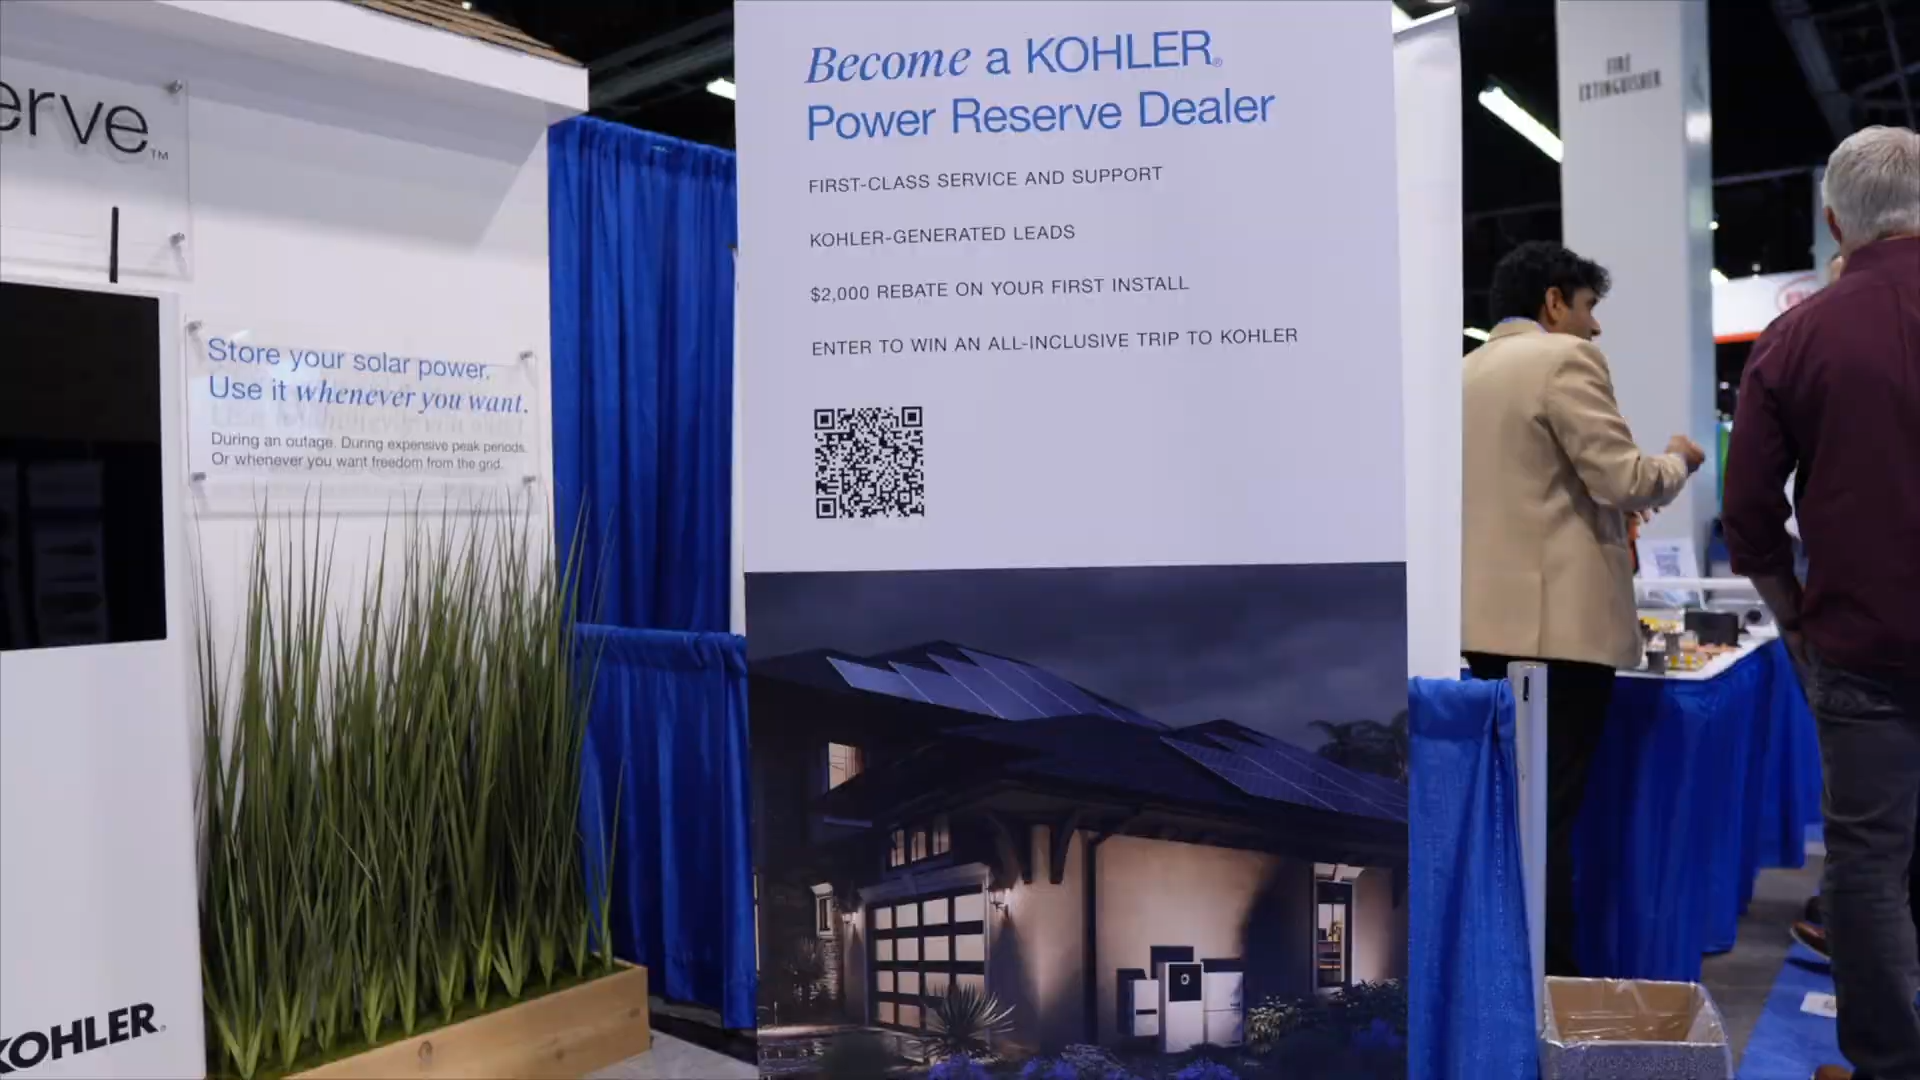 erve™
Store your solar power.
Use it whenever you want.
During an outage. During expensive peak periods.
Or whenever you want freedom from the grid.
KOHLER®
Become a KOHLER®
Power Reserve Dealer
FIRST-CLASS SERVICE AND SUPPORT
KOHLER-GENERATED LEADS
$2,000 REBATE ON YOUR FIRST INSTALL
ENTER TO WIN AN ALL-INCLUSIVE TRIP TO KOHLER
FIRE
EXTINGUISHER